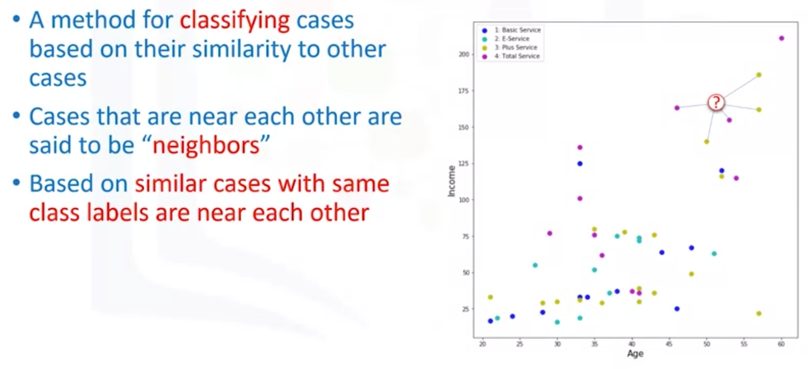 • A method for classifying cases
based on their similarity to other
cases
• Cases that are near each other are
said to be “neighbors”
• Based on similar cases with same
class labels are near each other
1: Basic Service
2: E-Service
3: Plus Service
4: Total Service
?
200
175
150
125
100
75
50
25
Income
20 25 30 35 40 45 50 55 60
Age